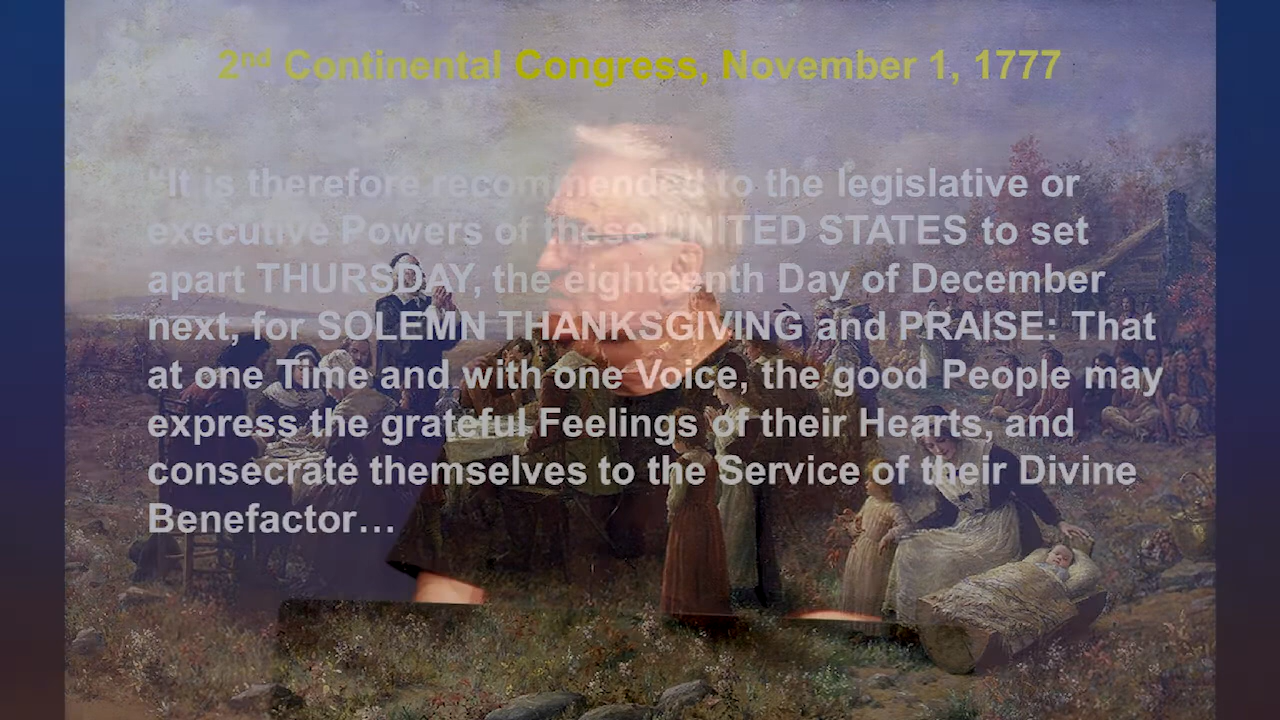 2nd Continental Congress, November 1, 1777
“It is therefore recommended to the legislative or
executive Powers of these UNITED STATES to set
apart THURSDAY, the eighteenth Day of December
next, for SOLEMN THANKSGIVING and PRAISE: That
at one Time and with one Voice, the good People may
express the grateful Feelings of their Hearts, and
consecrate themselves to the Service of their Divine
Benefactor…